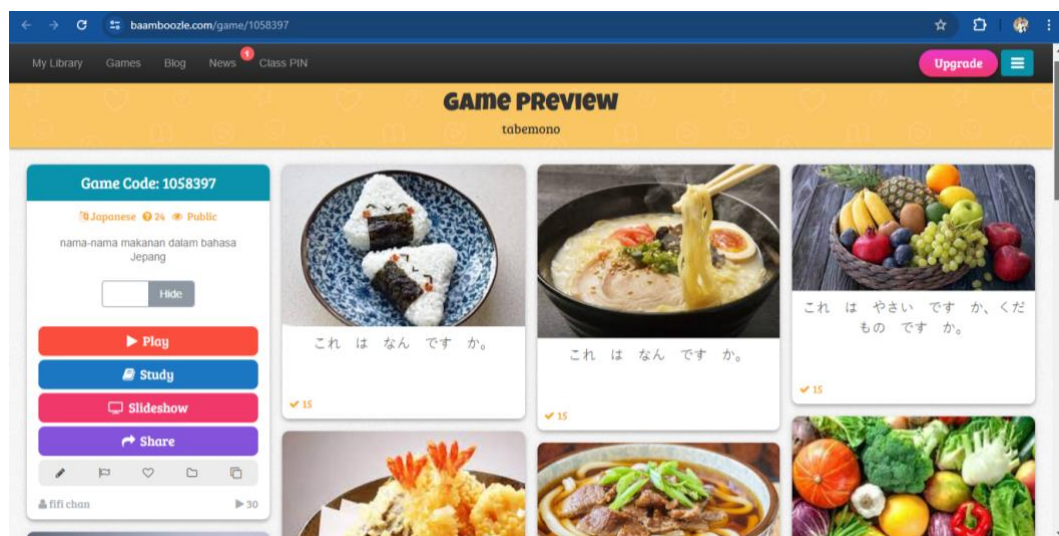 baamboozle.com/game/1058397
My Library Games Blog News 1 Class PIN
Upgrade
GAME PREVIEW
tabemono
Game Code: 1058397
Japanese 24 Public
nama-nama makanan dalam bahasa
Jepang
Hide
Play
Study
Slideshow
Share
fifi chan 30
これ は なん です か。
15
これ は なん です か。
15
これ は やさい です か、くだ
もの です か。
15